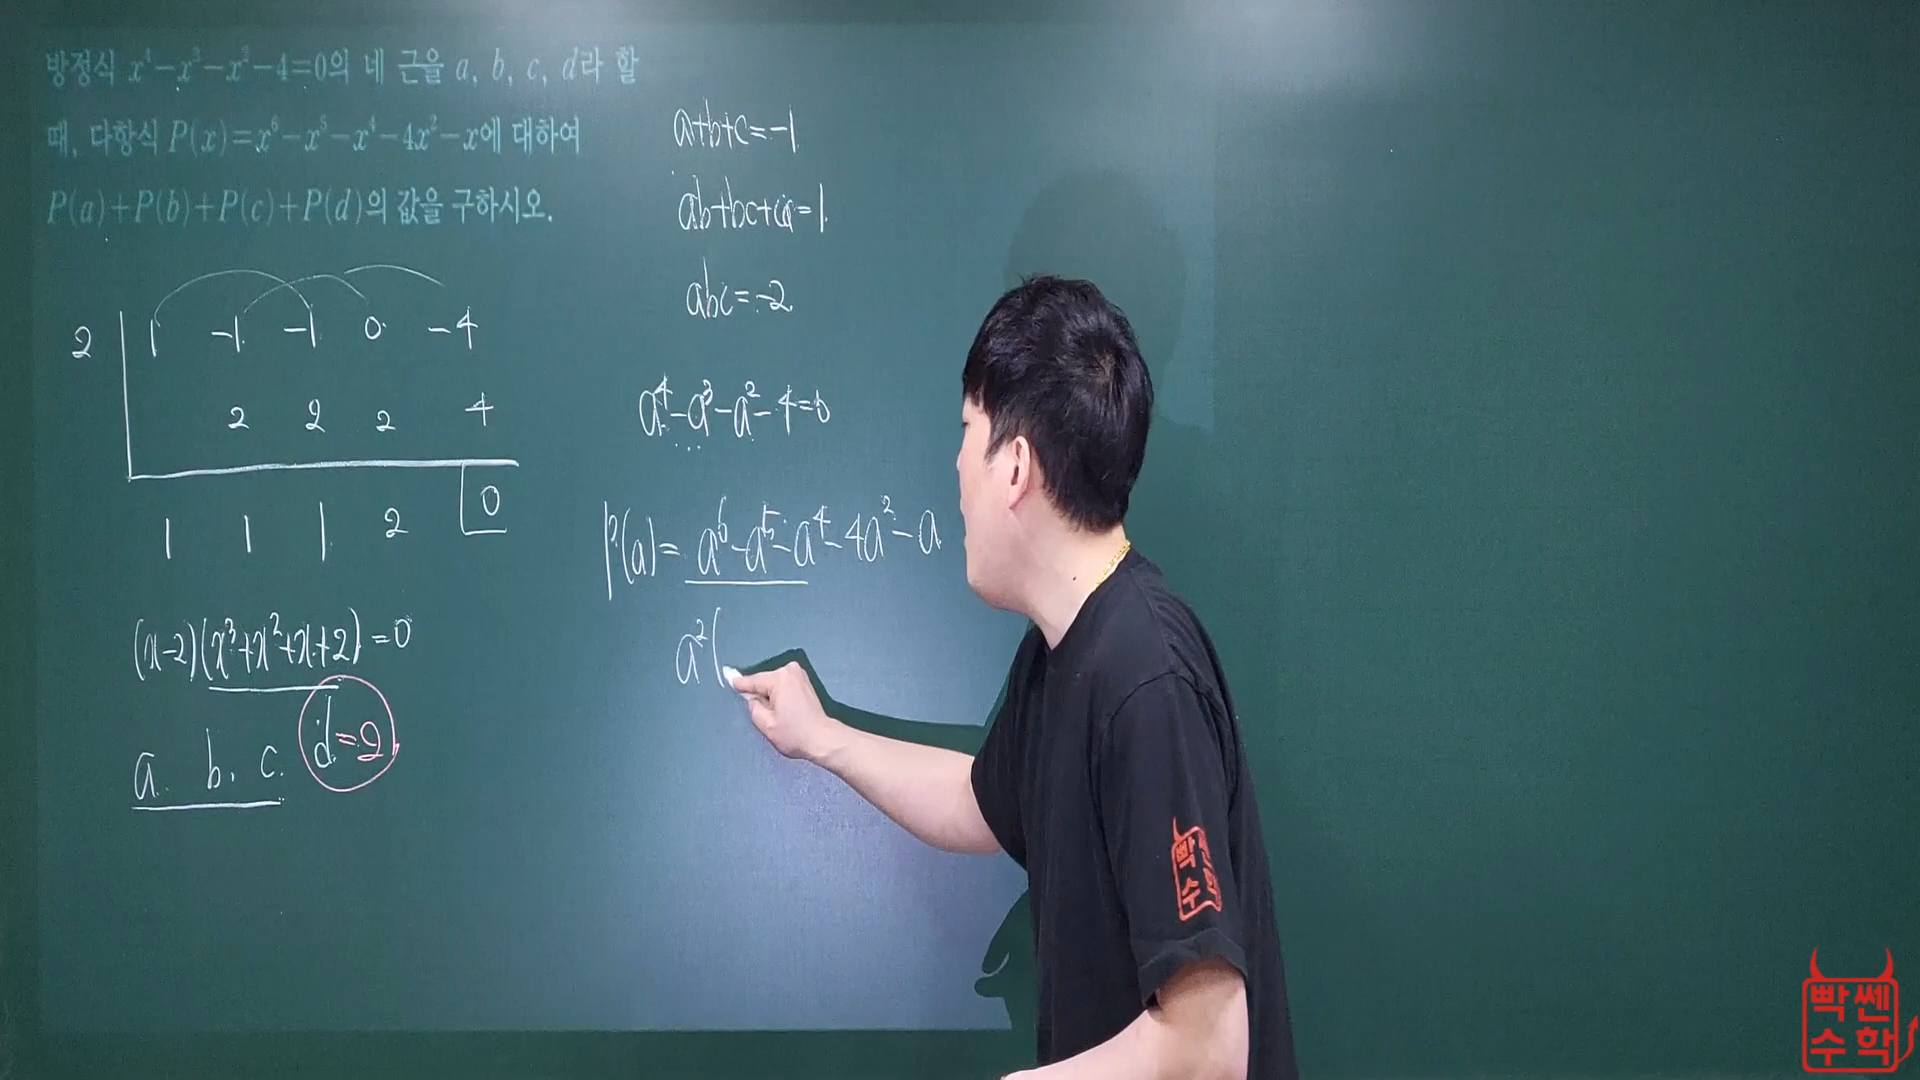 방정식 x⁴-x³-x²-4=0의 네 근을 a, b, c, d라 할
때, 다항식 P(x)=x⁶-x⁵-x⁴-4x²-x에 대하여
P(a)+P(b)+P(c)+P(d)의 값을 구하시오.
2 1 -1 -1 0 -4
2 2 2 4
1 1 1 2 0
(x-2)(x³+x²+x+2)=0
a. b. c. d=2
a+b+c=-1
ab+bc+ca=1
abc=-2
a⁴-a³-a²-4=0
P(a)=a⁶-a⁵-a⁴-4a²-a
a²(
빡쎈
수학